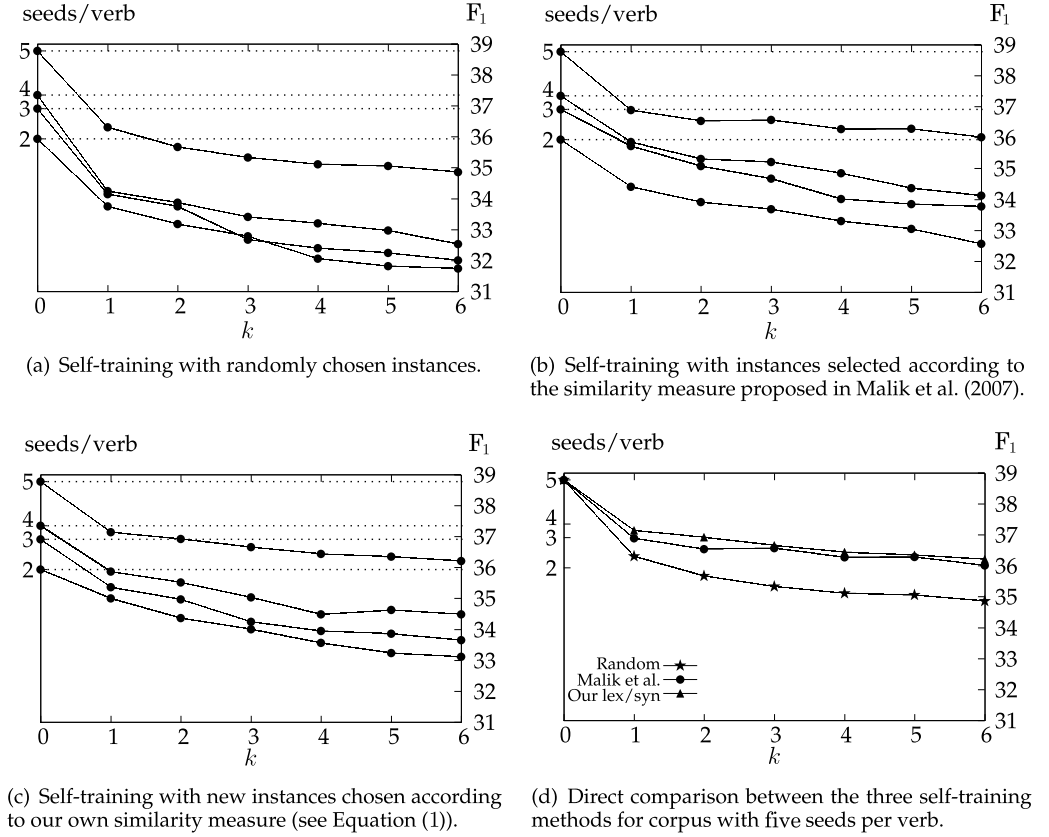 seeds/verb F1
5 39
38
4 37
3
2 36
35
34
33
32
31
0 1 2 3 4 5 6
k
(a) Self-training with randomly chosen instances.
seeds/verb F1
5 39
38
4 37
3
2 36
35
34
33
32
31
0 1 2 3 4 5 6
k
(b) Self-training with instances selected according to
the similarity measure proposed in Malik et al. (2007).
seeds/verb F1
5 39
38
4 37
3
2 36
35
34
33
32
31
0 1 2 3 4 5 6
k
(c) Self-training with new instances chosen according
to our own similarity measure (see Equation (1)).
seeds/verb F1
5 39
38
4 37
3
2 36
35
34
33
Random
Malik et al.
32
Our lex/syn
31
0 1 2 3 4 5 6
k
(d) Direct comparison between the three self-training
methods for corpus with five seeds per verb.